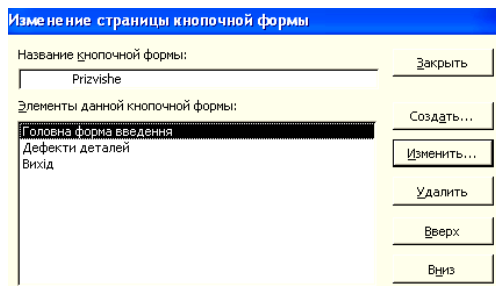 Изменение страницы кнопочной формы
Название кнопочной формы:
Закрыть
Prizvishe
Элементы данной кнопочной формы:
Создать...
Головна форма введення
Дефекти деталей
Изменить...
Вихід
Удалить
Вверх
Вниз